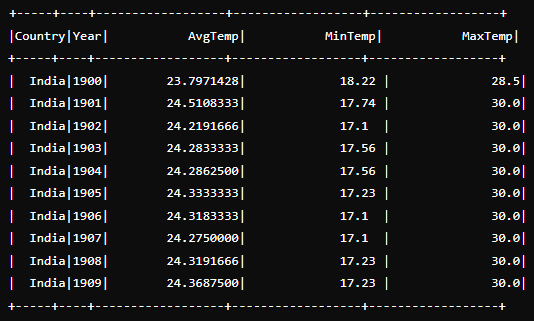 +-----+----+------------------+------------------+------------------+
|Country|Year|           AvgTemp|           MinTemp|           MaxTemp|
+-----+----+------------------+------------------+------------------+
|  India|1900|        23.7971428|          18.22 |              28.5|
|  India|1901|        24.5108333|          17.74 |              30.0|
|  India|1902|        24.2191666|          17.1  |              30.0|
|  India|1903|        24.2833333|          17.56 |              30.0|
|  India|1904|        24.2862500|          17.56 |              30.0|
|  India|1905|        24.3333333|          17.23 |              30.0|
|  India|1906|        24.3183333|          17.1  |              30.0|
|  India|1907|        24.2750000|          17.1  |              30.0|
|  India|1908|        24.3191666|          17.23 |              30.0|
|  India|1909|        24.3687500|          17.23 |              30.0|
+-----+----+------------------+------------------+------------------+